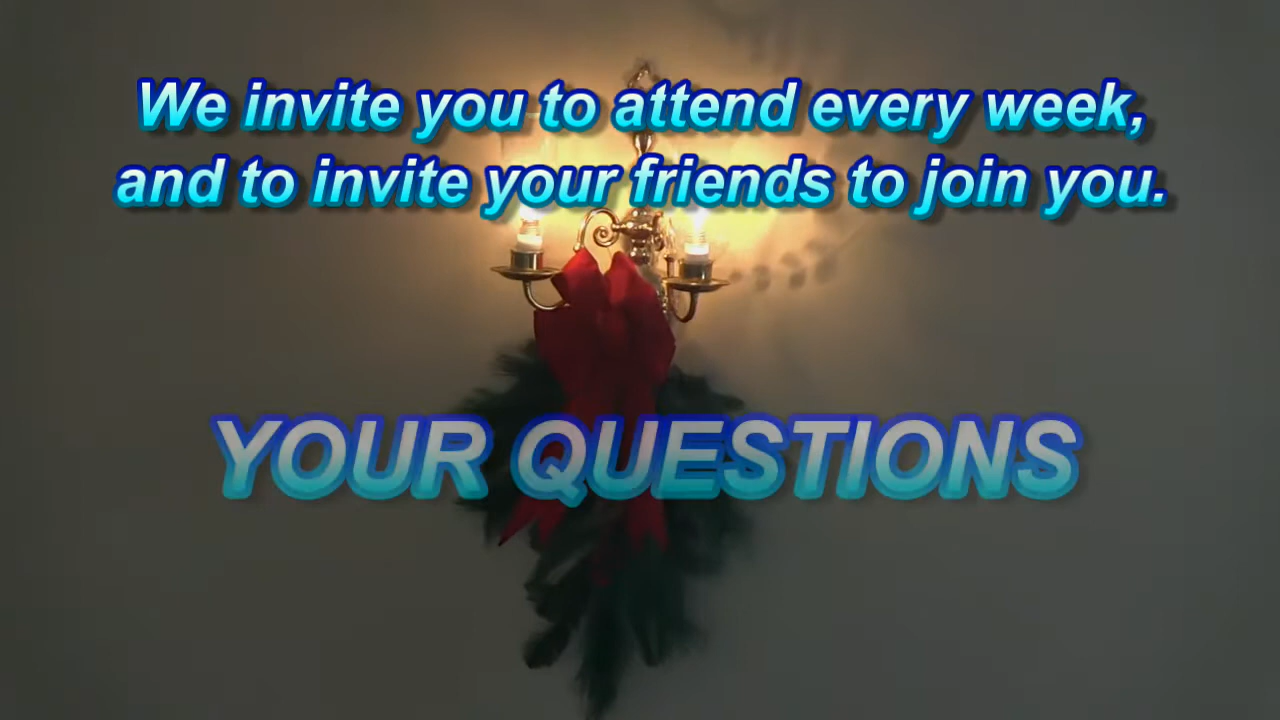 We invite you to attend every week,
and to invite your friends to join you.
YOUR QUESTIONS